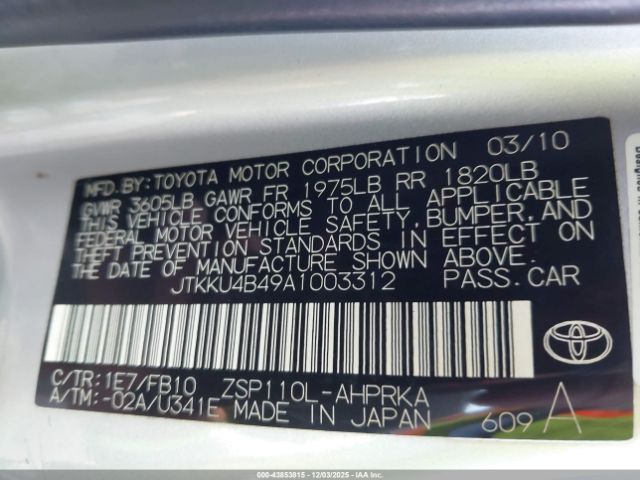 MFD.BY:TOYOTA MOTOR CORPORATION 03/10
GVWR 3605LB GAWR FR 1975LB RR 1820LB
THIS VEHICLE CONFORMS TO ALL APPLICABLE
FEDERAL MOTOR VEHICLE SAFETY,BUMPER,AND
THEFT PREVENTION STANDARDS IN EFFECT ON
THE DATE OF MANUFACTURE SHOWN ABOVE.
JTKKU4B49A1003312 PASS.CAR
C/TR:1E7/FB10 ZSP110L-AHPRKA
A/TM:-02A/U341E MADE IN JAPAN 609 A
TOYOTA
000-43853815 - 12/03/2025 - IAA Inc.